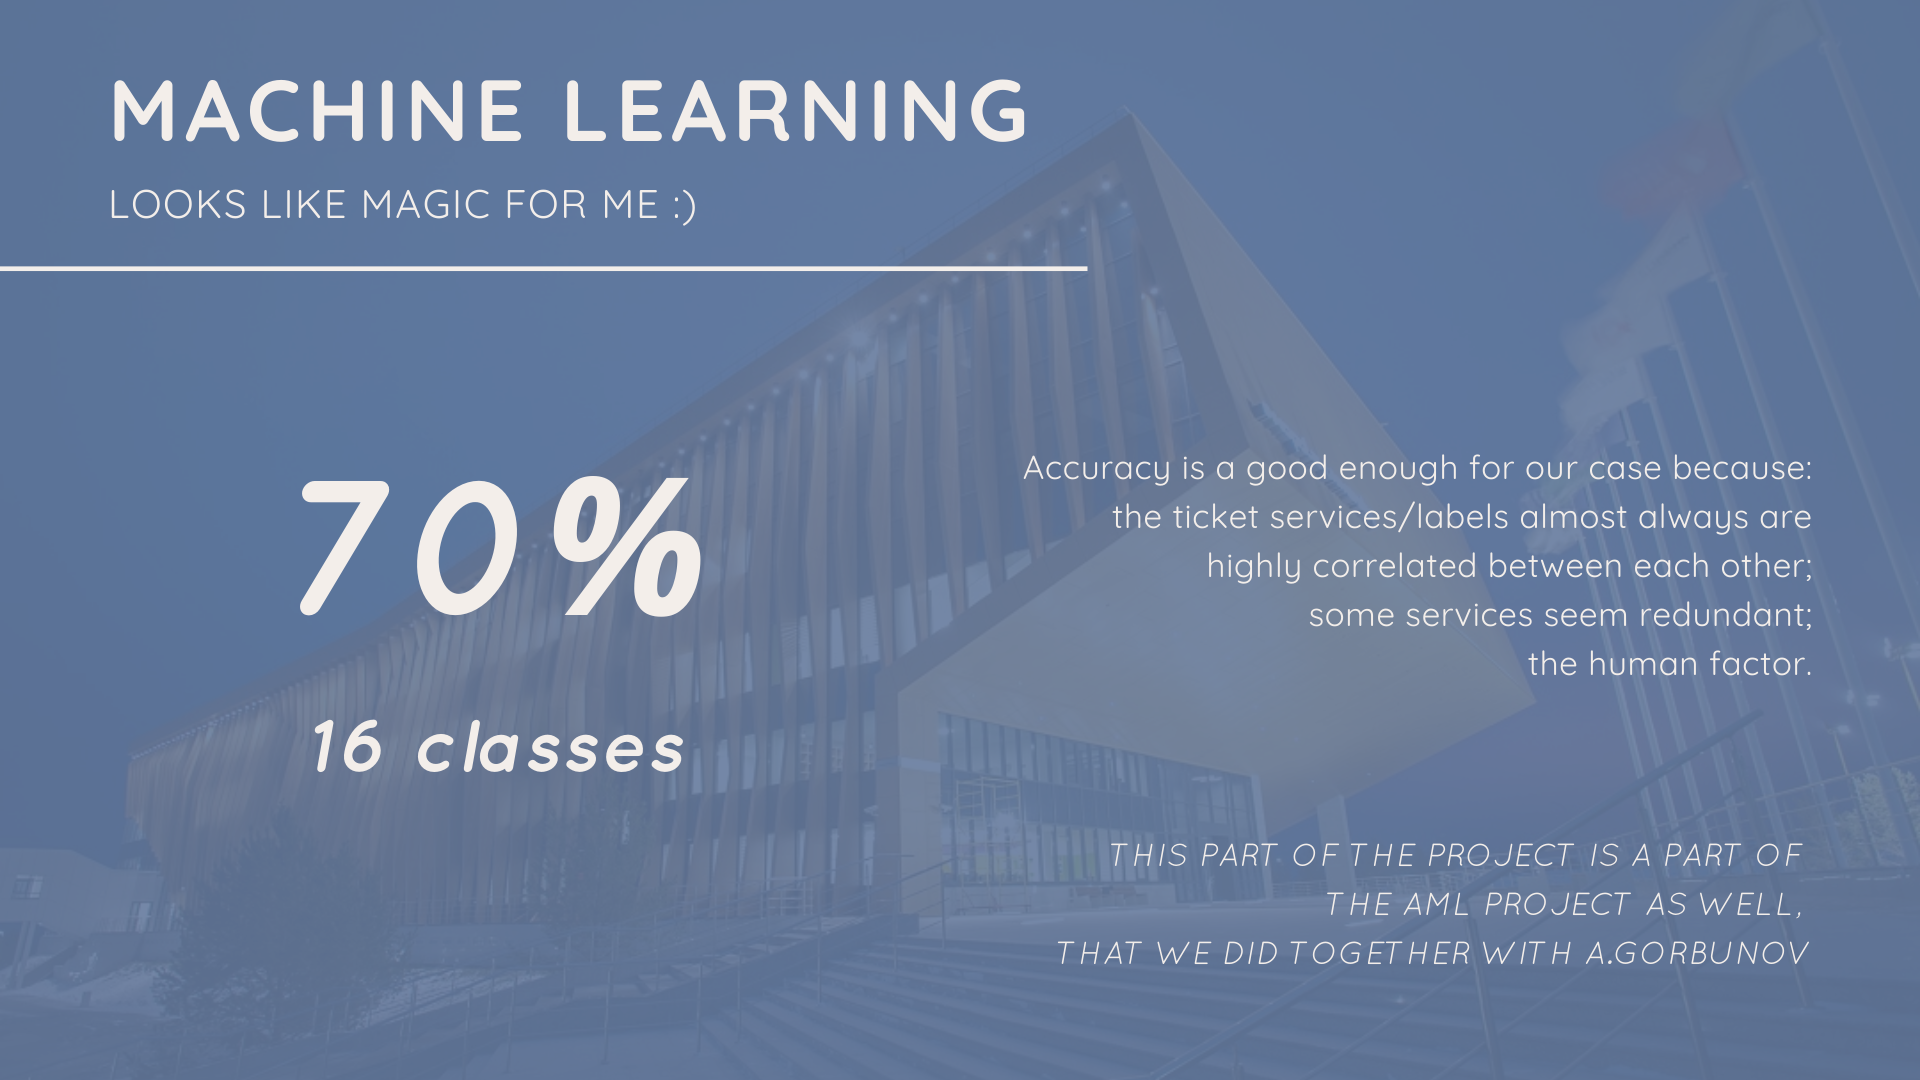 MACHINE LEARNING
LOOKS LIKE MAGIC FOR ME :)
70%
16 classes
Accuracy is a good enough for our case because:
the ticket services/labels almost always are
highly correlated between each other;
some services seem redundant;
the human factor.
THIS PART OF THE PROJECT IS A PART OF
THE AML PROJECT AS WELL,
THAT WE DID TOGETHER WITH A.GORBUNOV